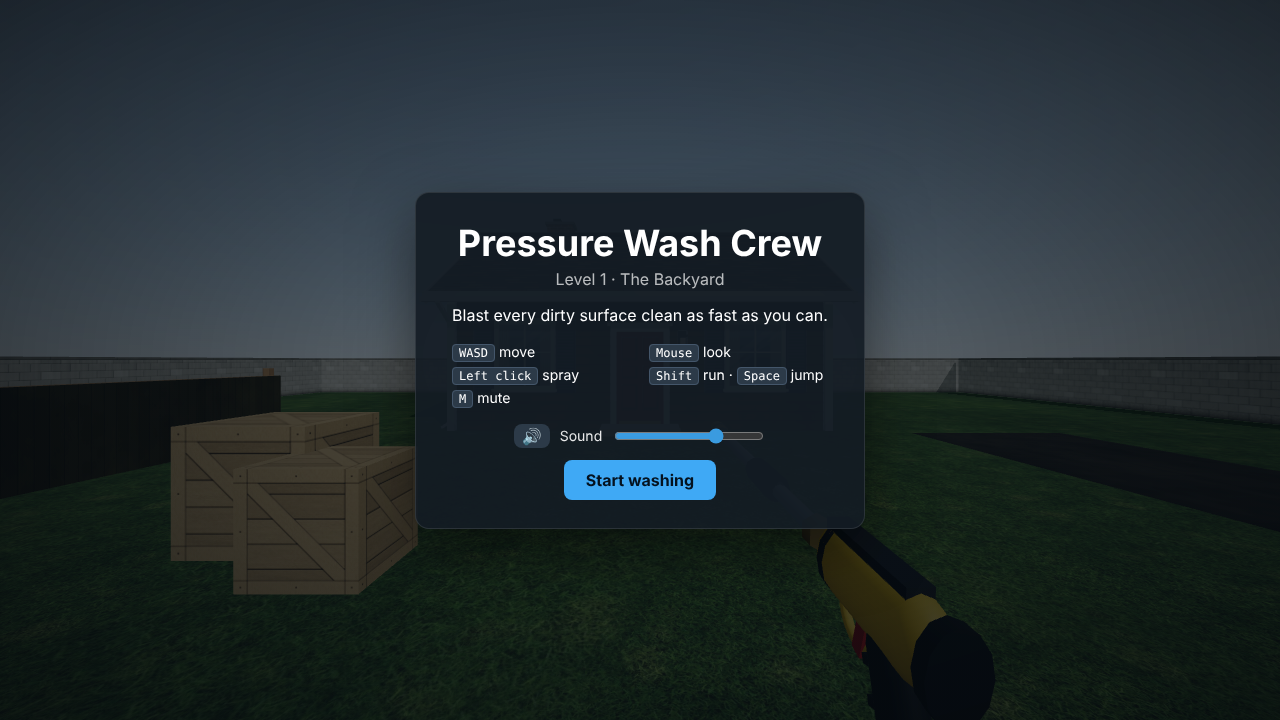 Pressure Wash Crew
Level 1 · The Backyard
Blast every dirty surface clean as fast as you can.
WASD move
Mouse look
Left click spray
Shift run · Space jump
M mute
Sound
Start washing